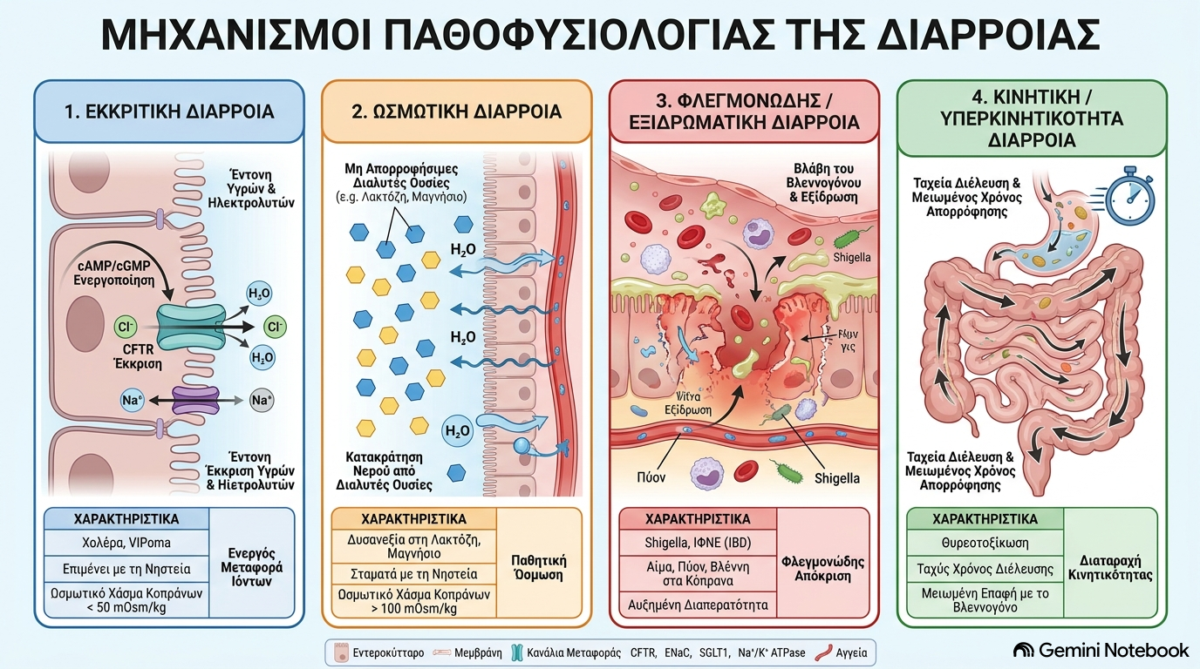 ΜΗΧΑΝΙΣΜΟΙ ΠΑΘΟΦΥΣΙΟΛΟΓΙΑΣ ΤΗΣ ΔΙΑΡΡΟΙΑΣ
1. ΕΚΚΡΙΤΙΚΗ ΔΙΑΡΡΟΙΑ
Έντονη
Υγρών &
Ηλεκτρολυτών
cAMP/cGMP
Ενεργοποίηση
H₂O
Cl⁻
Cl⁻
CFTR
Έκκριση
H₂O
Na⁺
Έντονη
Έκκριση Υγρών
& Ηιετρολυτών
ΧΑΡΑΚΤΗΡΙΣΤΙΚΑ
Χολέρα, VIPoma
Επιμένει με τη Νηστεία
Ωσμωτικό Χάσμα Κοπράνων
< 50 mOsm/kg
Ενεργός
Μεταφορά
Ιόντων
2. ΩΣΜΩΤΙΚΗ ΔΙΑΡΡΟΙΑ
Μη Απορροφήσιμες
Διαλυτές Ουσίες
(e.g. Λακτόζη, Μαγνήσιο)
H₂O
H₂O
H₂O
Κατακράτηση
Νερού από
Διαλυτές Ουσίες
ΧΑΡΑΚΤΗΡΙΣΤΙΚΑ
Δυσανεξία στη Λακτόζη,
Μαγνήσιο
Σταματά με τη Νηστεία
Ωσμωτικό Χάσμα Κοπράνων
> 100 mOsm/kg
Παθητική
Όομωση
3. ΦΛΕΓΜΟΝΩΔΗΣ /
ΕΞΙΔΡΩΜΑΤΙΚΗ ΔΙΑΡΡΟΙΑ
Βλάβη του
Βλεννογόνου
& Εξίδρωση
Shigella
Εξίδρωση
Πύον
Shigella
ΧΑΡΑΚΤΗΡΙΣΤΙΚΑ
Shigella, ΙΦΝΕ (IBD)
Αίμα, Πύον, Βλέννη
στα Κόπρανα
Αυξημένη Διαπερατότητα
Φλεγμονώδης
Απόκριση
4. ΚΙΝΗΤΙΚΗ /
ΥΠΕΡΚΙΝΗΤΙΚΟΤΗΤΑ
ΔΙΑΡΡΟΙΑ
Ταχεία Διέλευση &
Μειωμένος Χρόνος
Απορρόφησης
Ταχεία Διέλευση &
Μειωμένος Χρόνος
Απορρόφησης
ΧΑΡΑΚΤΗΡΙΣΤΙΚΑ
Θυρεοτοξίκωση
Ταχύς Χρόνος Διέλευσης
Μειωμένη Επαφή με το
Βλεννογόνο
Διαταραχή
Κινητικότητας
Εντεροκύτταρο
Μεμβράνη
Κανάλια Μεταφοράς
CFTR, ENaC, SGLT1, Na⁺/K⁺ ATPase
Αγγεία
Gemini Notebook